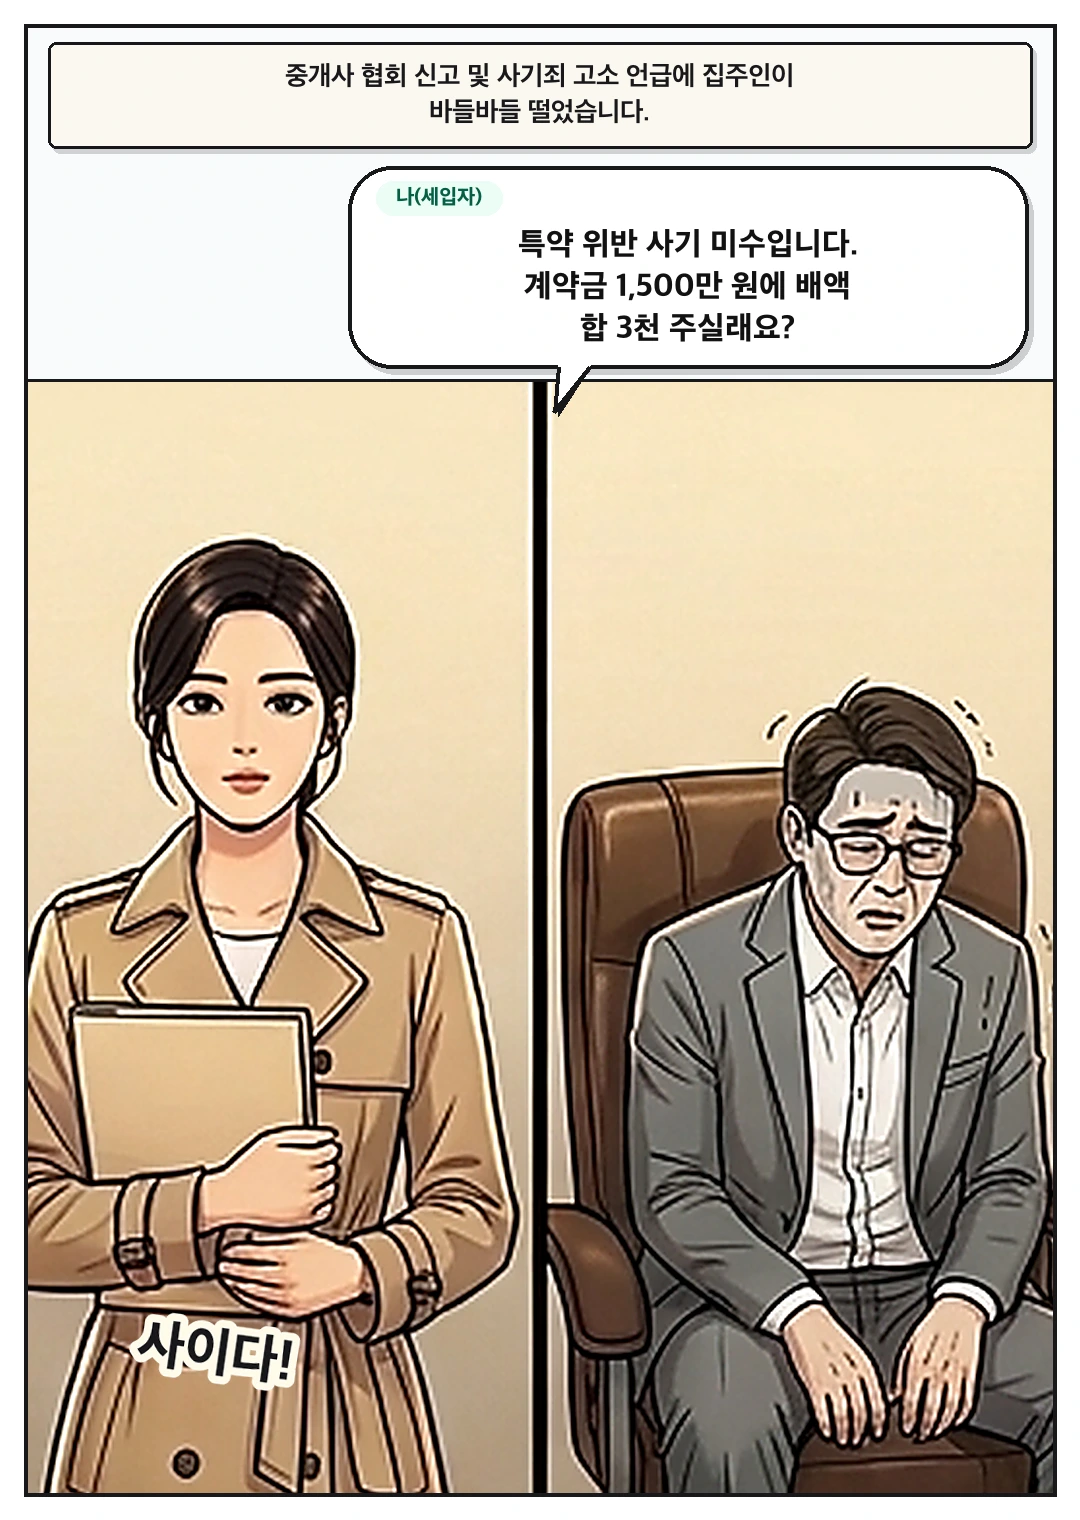 중개사 협회 신고 및 사기죄 고소 언급에 집주인이
바들바들 떨었습니다.
나(세입자)
특약 위반 사기 미수입니다.
계약금 1,500만 원에 배액
합 3천 주실래요?
사이다!